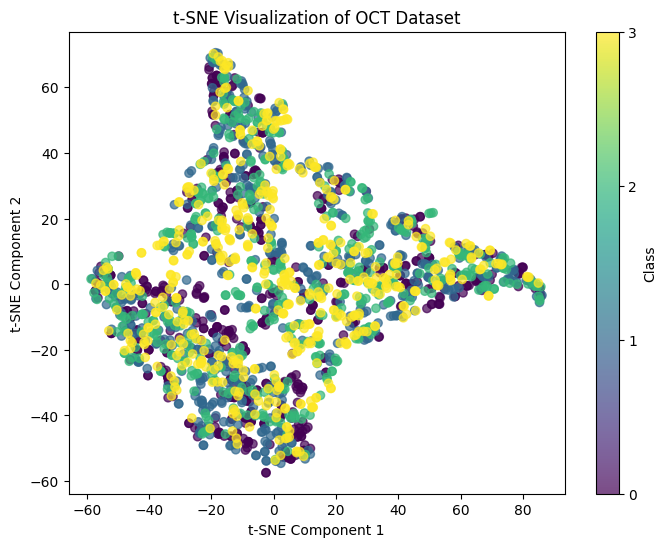 t-SNE Visualization of OCT Dataset
60
40
20
0
−20
−40
−60
t-SNE Component 2
−60 −40 −20 0 20 40 60 80
t-SNE Component 1
3
2
1
0
Class